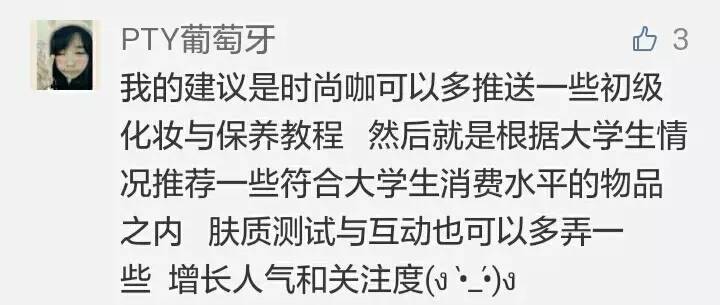 PTY葡萄牙 3
我的建议是时尚咖可以多推送一些初级
化妆与保养教程 然后就是根据大学生情
况推荐一些符合大学生消费水平的物品
之内 肤质测试与互动也可以多弄一
些 增长人气和关注度(ง •̀_•́)ง